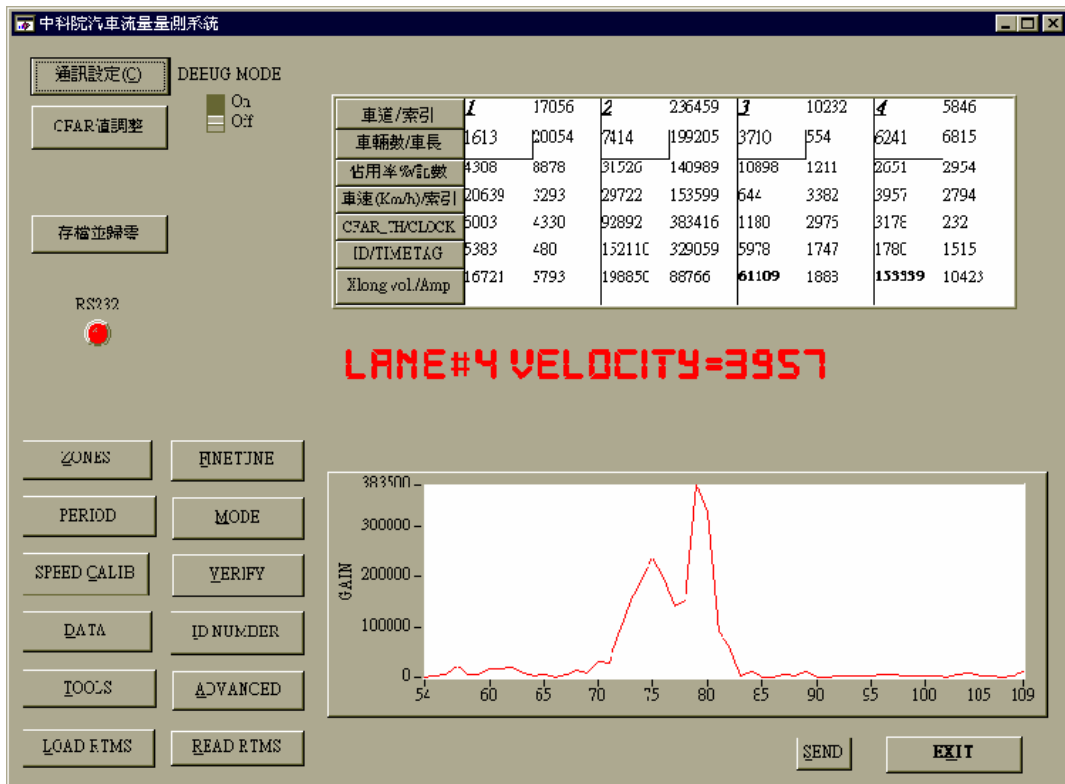 中科院汽車流量量測系統
通訊設定(C)
DEEUG MODE
On
Off
CFAR值調整
存檔並歸零
RS232
車道/索引 1 17056 2 236459 3 10232 4 5846
車輛數/車長 1613 20054 7414 199205 3710 554 6241 6815
佔用率%/記數 4308 8878 31526 140989 10898 1211 2651 2954
車速(Km/h)/索引 20639 3293 29722 153599 644 3382 3957 2794
CFAR_TH/CLOCK 6003 4330 92892 383416 1180 2975 3178 232
ID/TIMETAG 5383 480 152110 329059 5978 1747 1780 1515
Xlong vol./Amp 16721 5793 198850 88766 61109 1883 153939 10423
LANE#4 VELOCITY=3957
ZONES FINETUNE
PERIOD MODE
SPEED CALIB VERIFY
DATA ID NUMBER
TOOLS ADVANCED
LOAD RTMS READ RTMS
GAIN
383500
300000
200000
100000
0
54 60 65 70 75 80 85 90 95 100 105 109
SEND EXIT